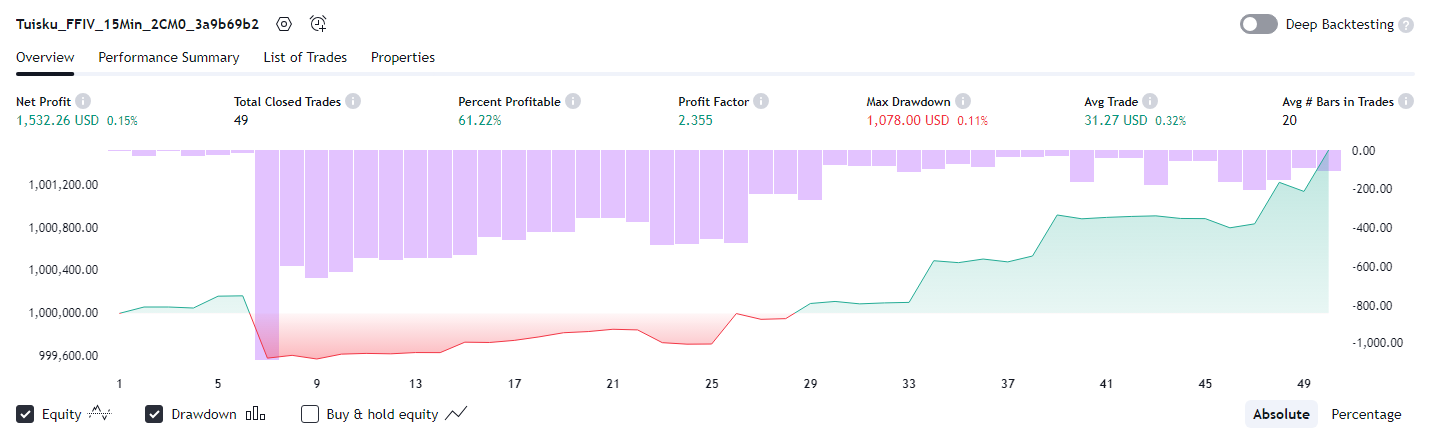 Tuisku_FFIV_15Min_2CM0_3a9b69b2
Deep Backtesting ?
Overview Performance Summary List of Trades Properties
Net Profit Total Closed Trades Percent Profitable Profit Factor Max Drawdown Avg Trade Avg # Bars in Trades
1,532.26 USD 0.15% 49 61.22% 2.355 1,078.00 USD 0.11% 31.27 USD 0.32% 20
0.00
1,001,200.00 -200.00
1,000,800.00 -400.00
1,000,400.00 -600.00
1,000,000.00 -800.00
999,600.00 -1,000.00
1 5 9 13 17 21 25 29 33 37 41 45 49
Equity Drawdown Buy & hold equity Absolute Percentage